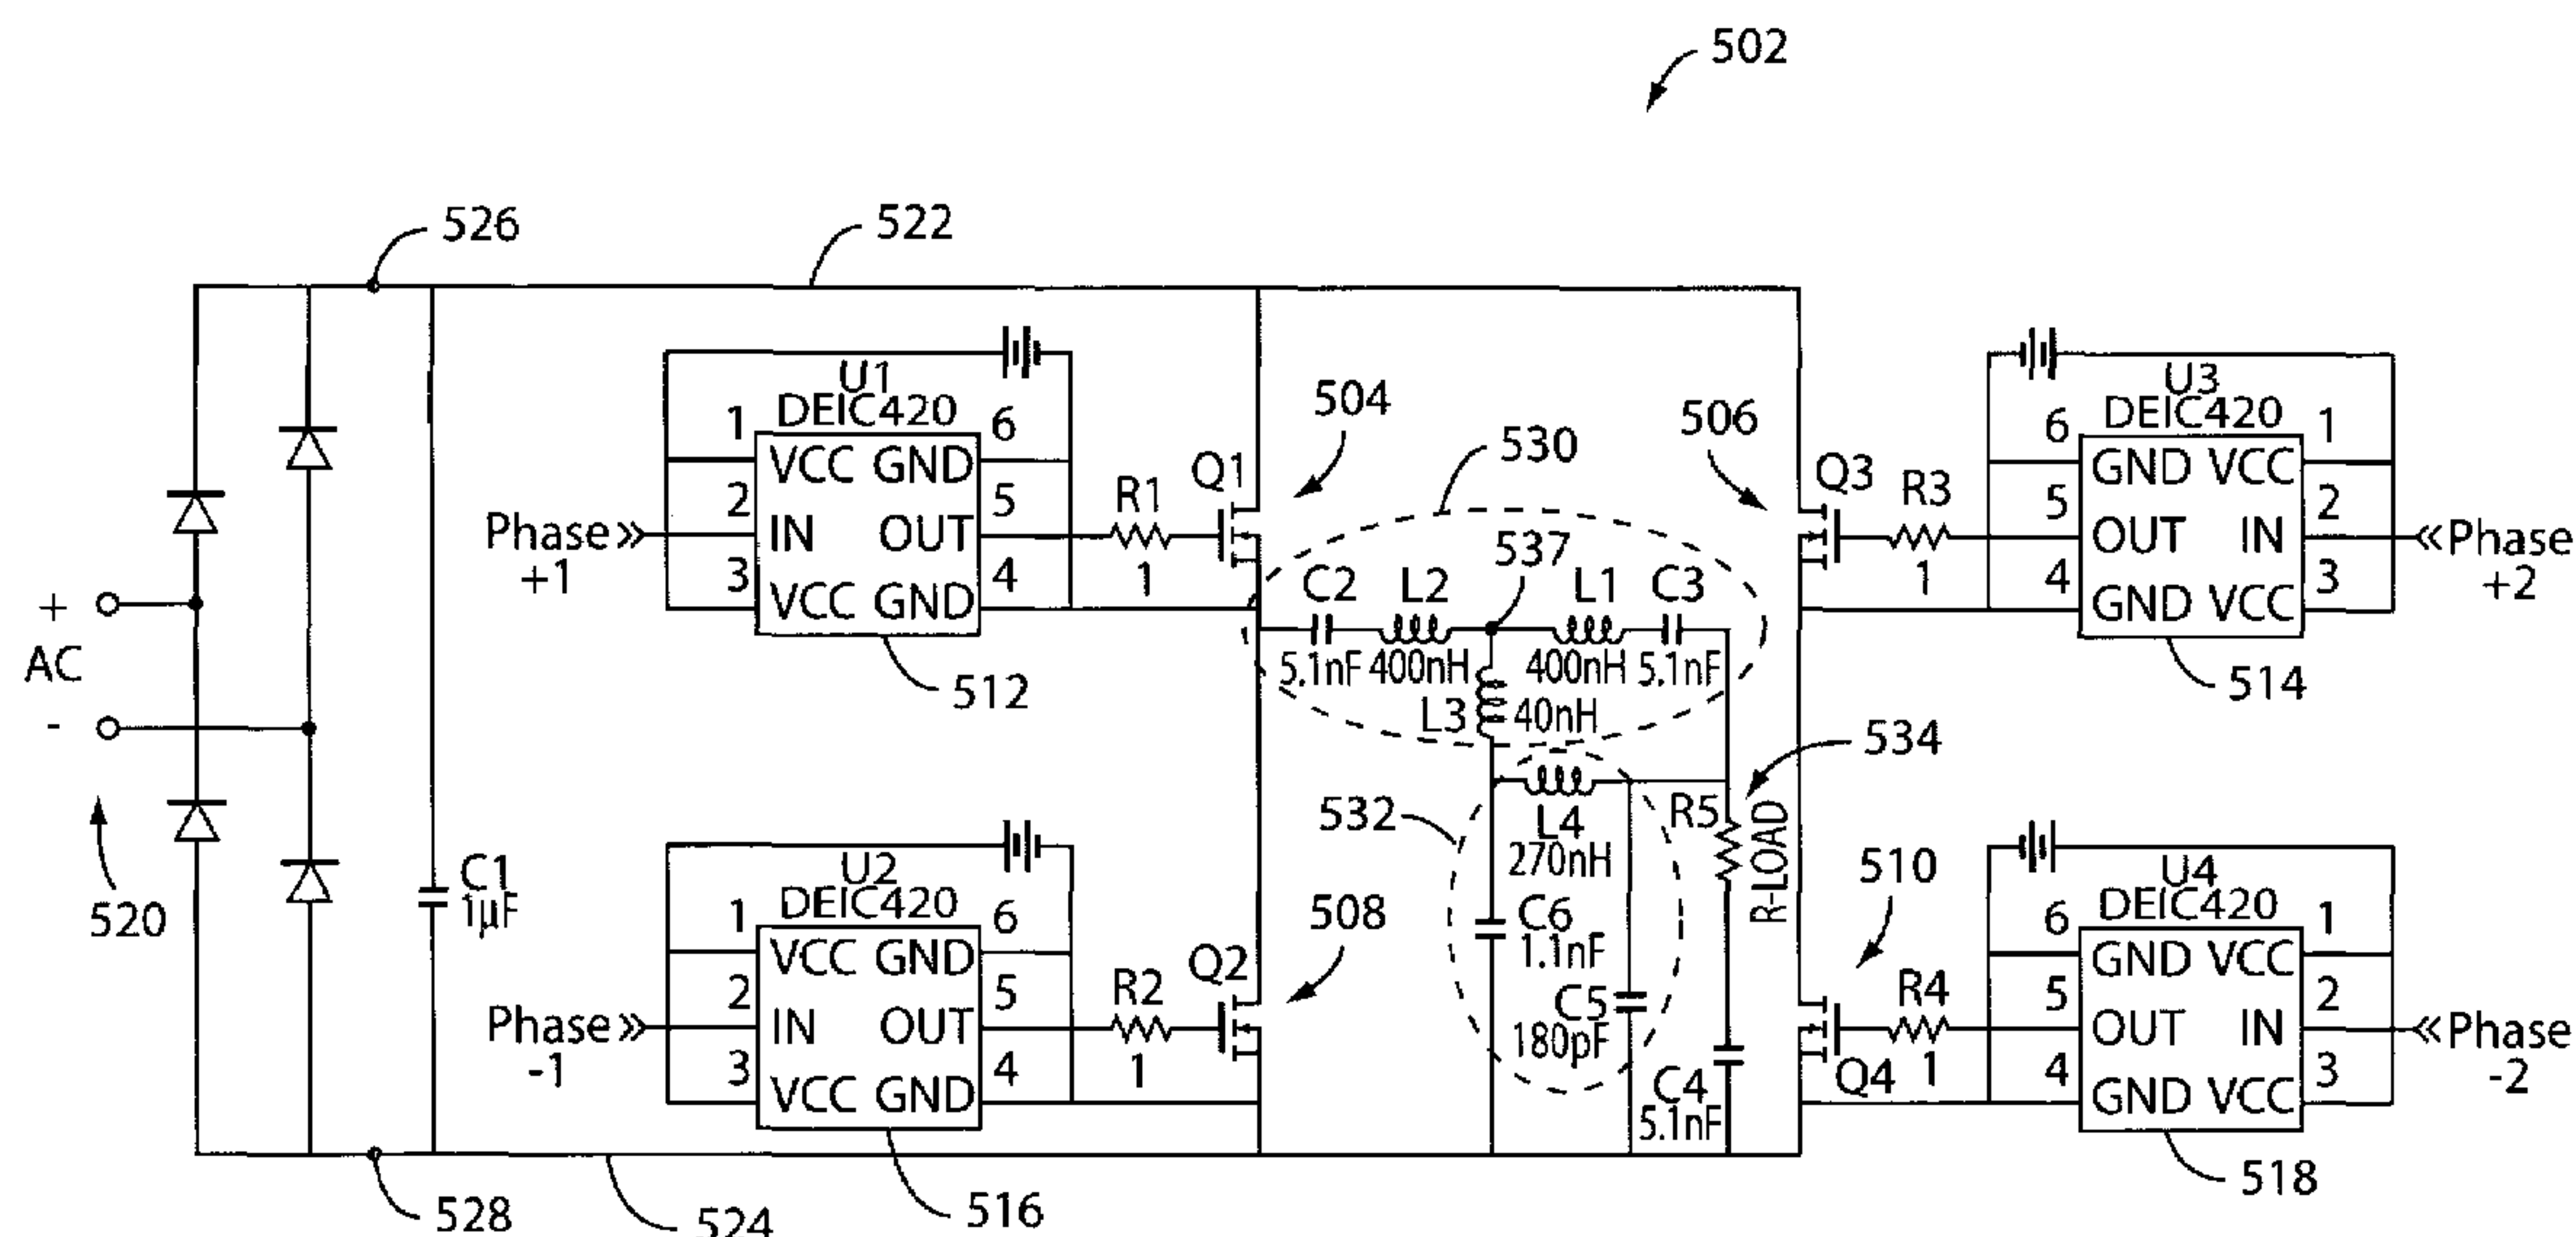 502
526
522
U1
DEIC420
1 VCC GND 6
2 IN OUT 5
3 VCC GND 4
Phase
+1
R1
1
Q1
504
512
530
537
C2 L2 L1 C3
5.1nF 400nH 400nH 5.1nF
L3 40nH
506
Q3
R3
1
U3
DEIC420
6 GND VCC 1
5 OUT IN 2
4 GND VCC 3
Phase
+2
514
+
AC
-
520
C1
1µF
U2
DEIC420
1 VCC GND 6
2 IN OUT 5
3 VCC GND 4
Phase
-1
R2
1
Q2
508
516
532
L4
270nH
C6
1.1nF
C5
180pF
534
R5
R-LOAD
C4
5.1nF
510
Q4
R4
1
U4
DEIC420
6 GND VCC 1
5 OUT IN 2
4 GND VCC 3
Phase
-2
518
528
524